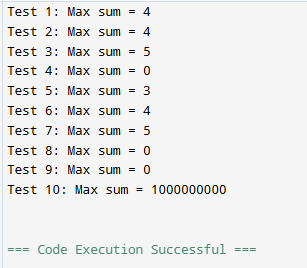 Test 1: Max sum = 4
Test 2: Max sum = 4
Test 3: Max sum = 5
Test 4: Max sum = 0
Test 5: Max sum = 3
Test 6: Max sum = 4
Test 7: Max sum = 5
Test 8: Max sum = 0
Test 9: Max sum = 0
Test 10: Max sum = 1000000000
=== Code Execution Successful ===